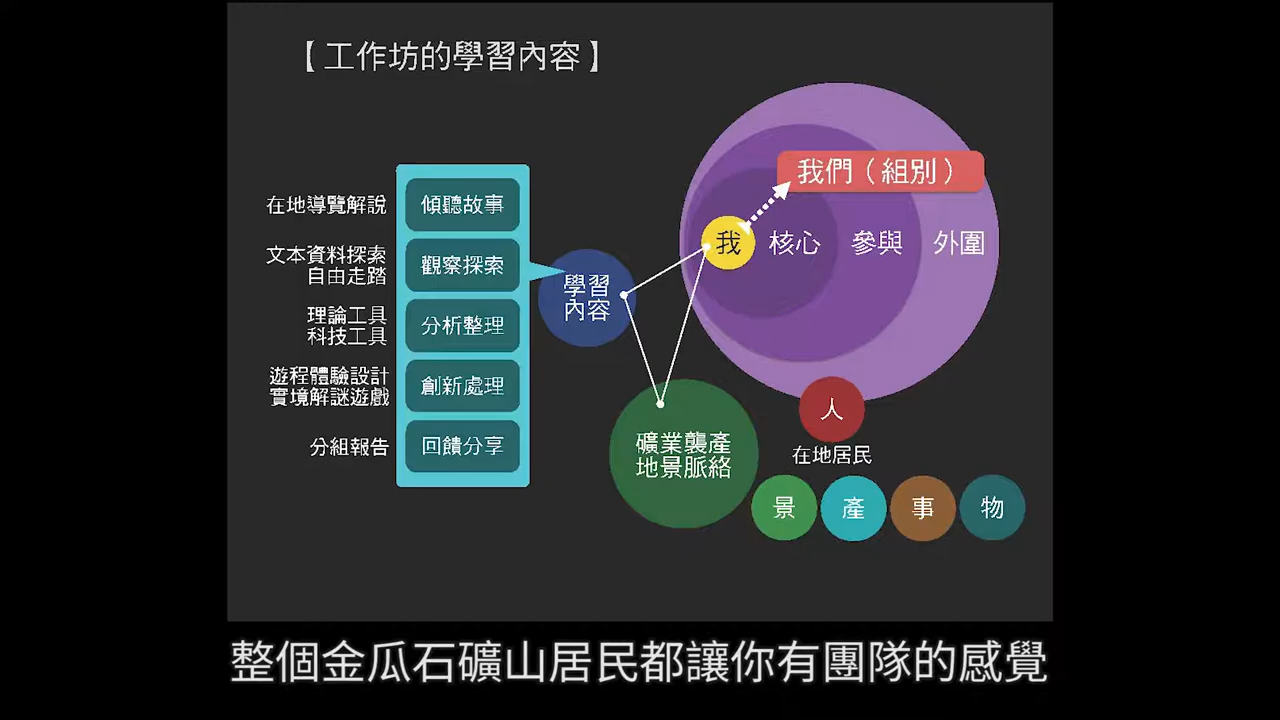 【工作坊的學習內容】
在地導覽解說
傾聽故事
文本資料探索
自由走踏
觀察探索
理論工具
科技工具
分析整理
遊程體驗設計
實境解謎遊戲
創新處理
分組報告
回饋分享
學習
內容
我們（組別）
我
核心
參與
外圍
礦業襲產
地景脈絡
人
在地居民
景
產
事
物
整個金瓜石礦山居民都讓你有團隊的感覺